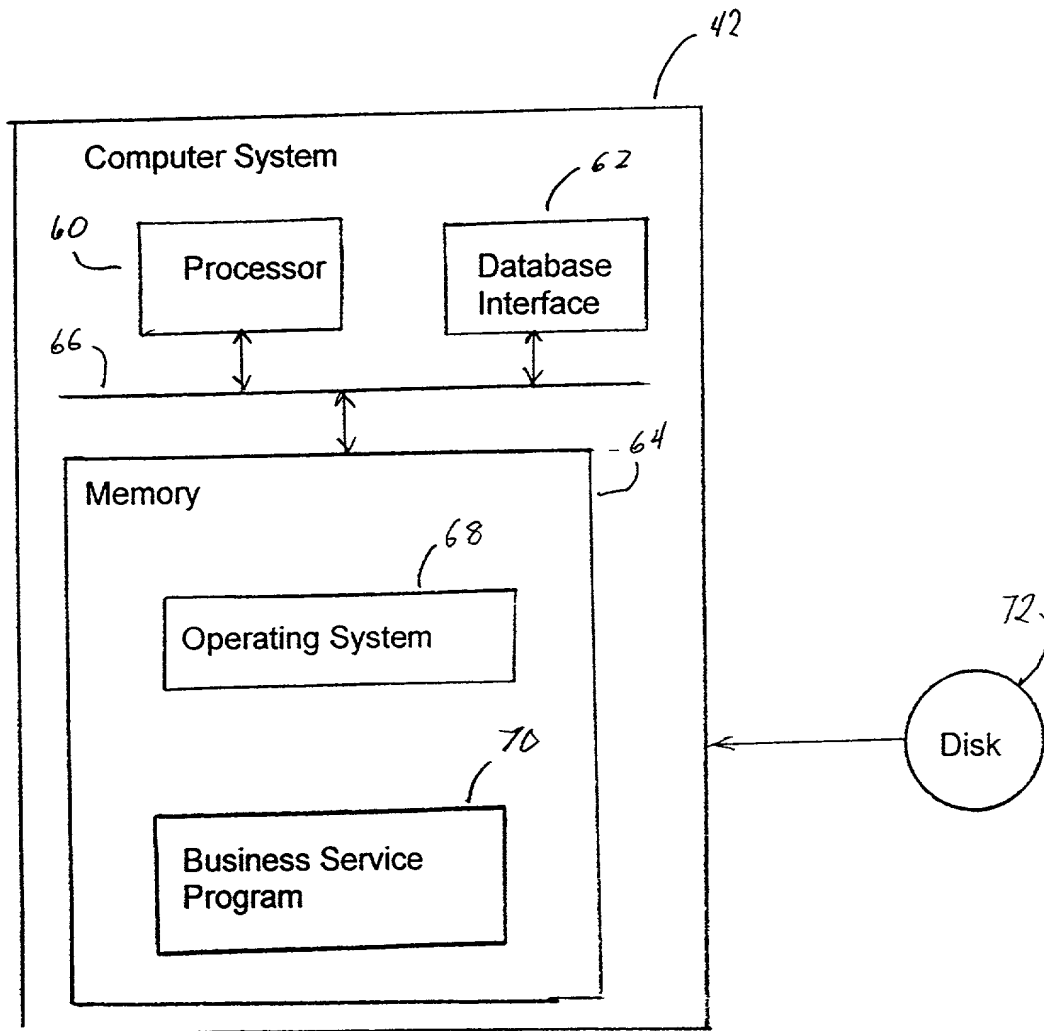 42
Computer System
62
60
Processor
Database
Interface
66
64
Memory
68
Operating System
72
70
Disk
Business Service
Program